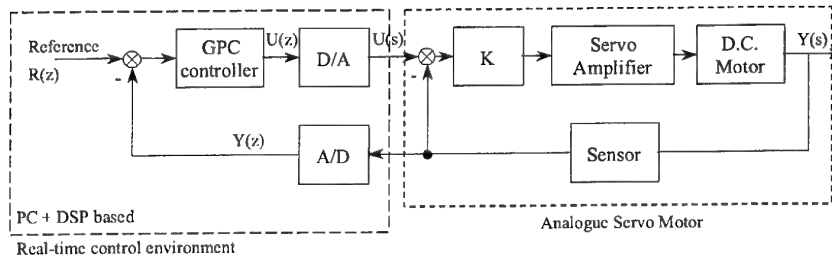 Reference
R(z)
-
GPC
controller
U(z)
D/A
U(s)
-
K
Servo
Amplifier
D.C.
Motor
Y(s)
Y(z)
A/D
Sensor
PC + DSP based
Real-time control environment
Analogue Servo Motor